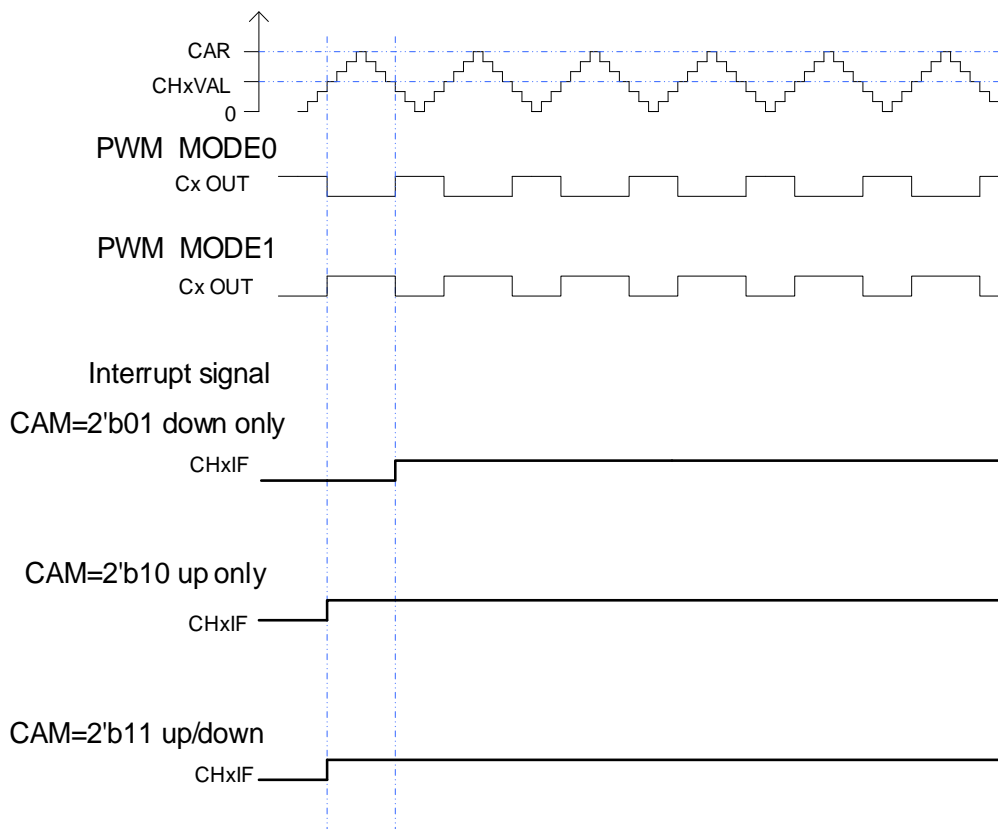 CAR
CHxVAL
0
PWM MODE0
Cx OUT
PWM MODE1
Cx OUT
Interrupt signal
CAM=2'b01 down only
CHxIF
CAM=2'b10 up only
CHxIF
CAM=2'b11 up/down
CHxIF